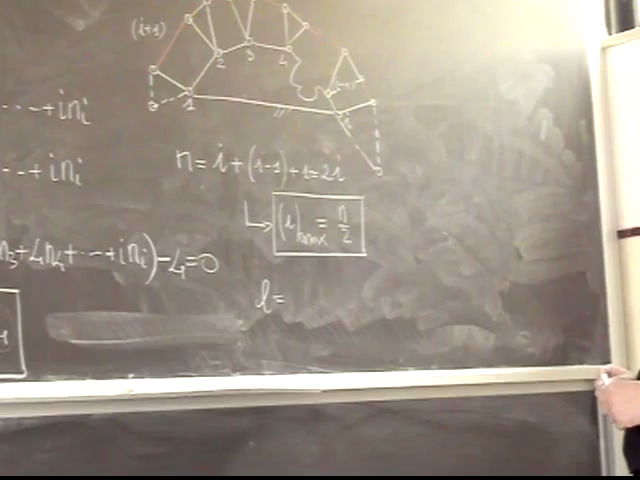 (i+1)
2 3 4
1
⋯+in_i
⋯+in_i
n=i+(i-1)+1=2i
(i)_max = n/2
n_3+4n_4+⋯+in_i)-4=0
l=